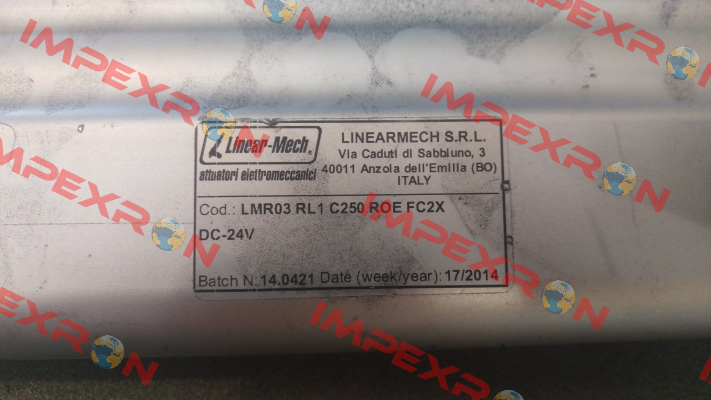 Linear-Mech®
attuatori elettromeccanici
LINEARMECH S.R.L.
Via Caduti di Sabbiuno, 3
40011 Anzola dell'Emilia (BO)
ITALY
Cod.: LMR03 RL1 C250 ROE FC2X
DC-24V
Batch N. 14.0421 Date (week/year): 17/2014
IMPEXRON
IMPEXRON
IMPEXRON
IMPEXRON
IMPEXRON
IMPEXRON
IMPEXRON
IMPEXRON